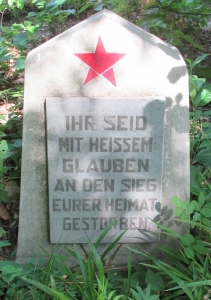 IHR SEID
MIT HEISSEM
GLAUBEN
AN DEN SIEG
EURER HEIMAT
GESTORBEN